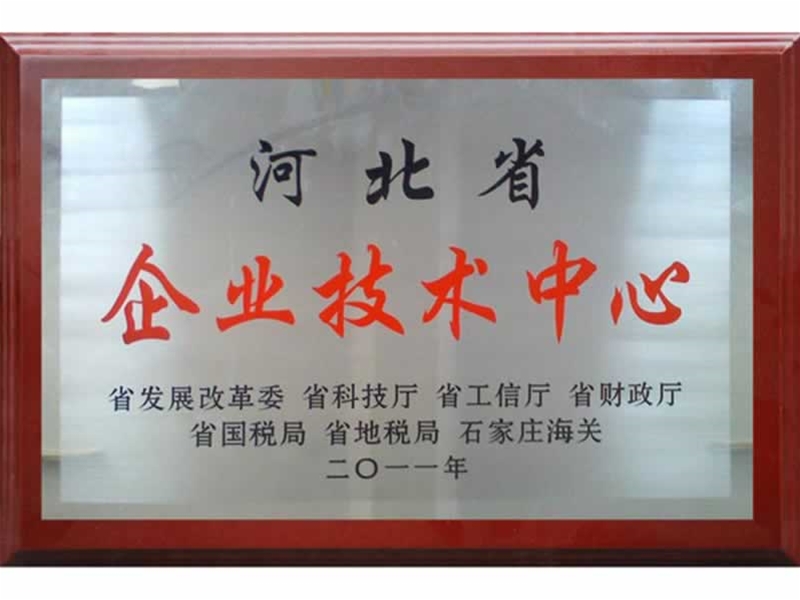 河北省
企业技术中心
省发展改革委 省科技厅 省工信厅 省财政厅
省国税局 省地税局 石家庄海关
二〇一一年